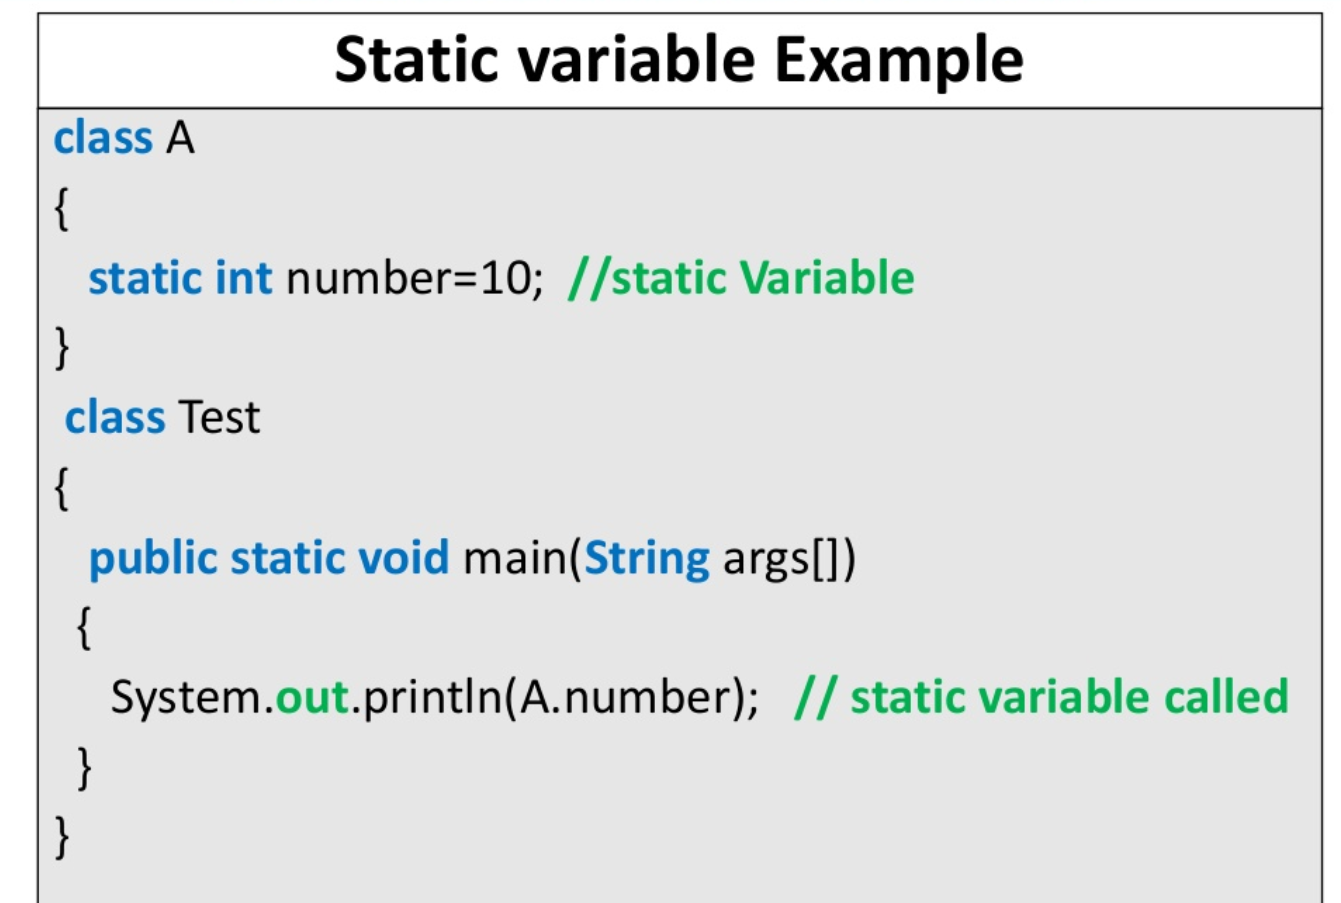 Static variable Example
class A
{
static int number=10; //static Variable
}
class Test
{
public static void main(String args[])
{
System.out.println(A.number); // static variable called
}
}